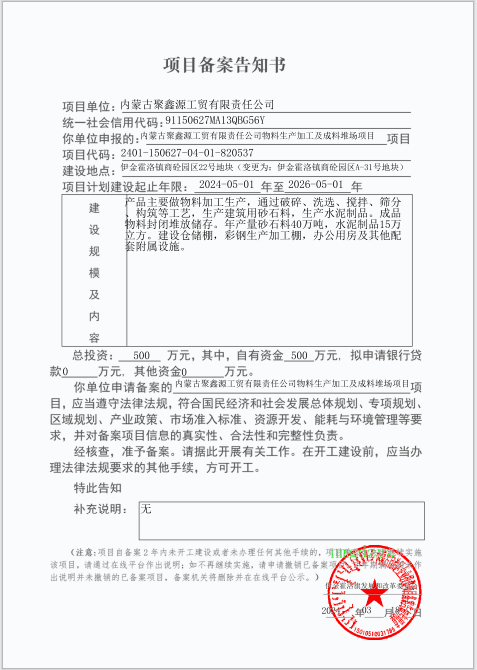 项目备案告知书
项目单位：内蒙古聚鑫源工贸有限责任公司
统一社会信用代码：91150627MA13QBG56Y
你单位申报的：内蒙古聚鑫源工贸有限责任公司物料生产加工及成料堆场项目 项目
项目代码：2401-150627-04-01-820537
建设地点：伊金霍洛镇商砼园区22号地块（变更为：伊金霍洛镇商砼园区A-31号地块）
项目计划建设起止年限：2024-05-01 年至 2026-05-01 年
建设规模及内容
产品主要做物料加工生产，通过破碎、洗选、搅拌、筛分
、构筑等工艺，生产建筑用砂石料，生产水泥制品。成品
物料封闭堆放储存。年产量砂石料40万吨，水泥制品15万
立方。建设仓储棚，彩钢生产加工棚，办公用房及其他配
套附属设施。
总投资：500 万元，其中，自有资金 500 万元，拟申请银行贷
款0 万元，其他资金0 万元。
你单位申请备案的内蒙古聚鑫源工贸有限责任公司物料生产加工及成料堆场项目项
目，应当遵守法律法规，符合国民经济和社会发展总体规划、专项规划、
区域规划、产业政策、市场准入标准、资源开发、能耗与环境管理等要
求，并对备案项目信息的真实性、合法性和完整性负责。
经核查，准予备案。请据此开展有关工作。在开工建设前，应当办
理法律法规要求的其他手续，方可开工。
特此告知
补充说明：无
（注意：项目自备案2年内未开工建设或者未办理任何其他手续的，项目
该项目，请通过在线平台作出说明；如不再继续实施，请申请撤销已备案项
出说明并未撤销的已备案项目，备案机关将删除并在在线平台公示。）
伊金霍洛旗发展和改革委员会
年03月 日